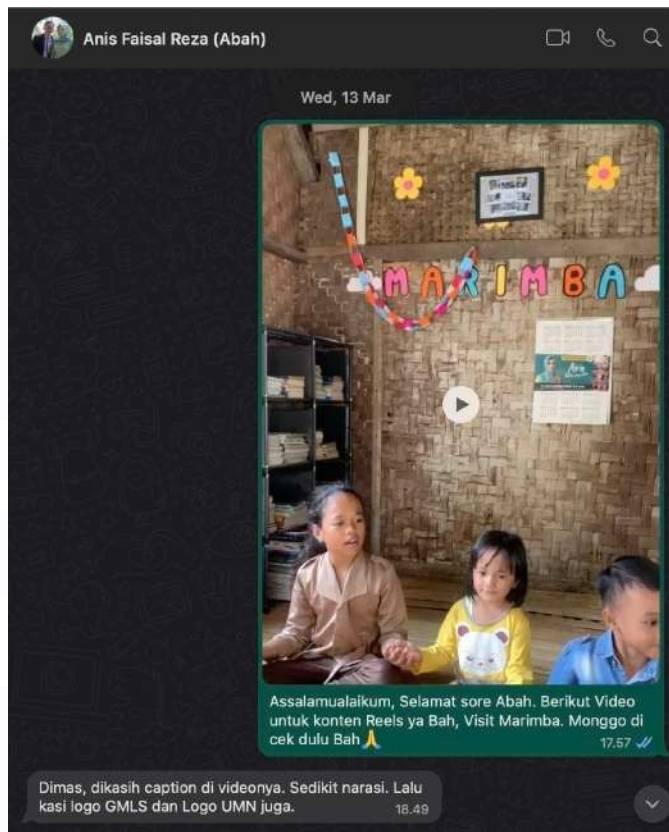 Anis Faisal Reza (Abah)
Wed, 13 Mar
MARIMBA
Assalamualaikum, Selamat sore Abah. Berikut Video
untuk konten Reels ya Bah, Visit Marimba. Monggo di
cek dulu Bah🙏
17.57
Dimas, dikasih caption di videonya. Sedikit narasi. Lalu
kasi logo GMLS dan Logo UMN juga.
18.49